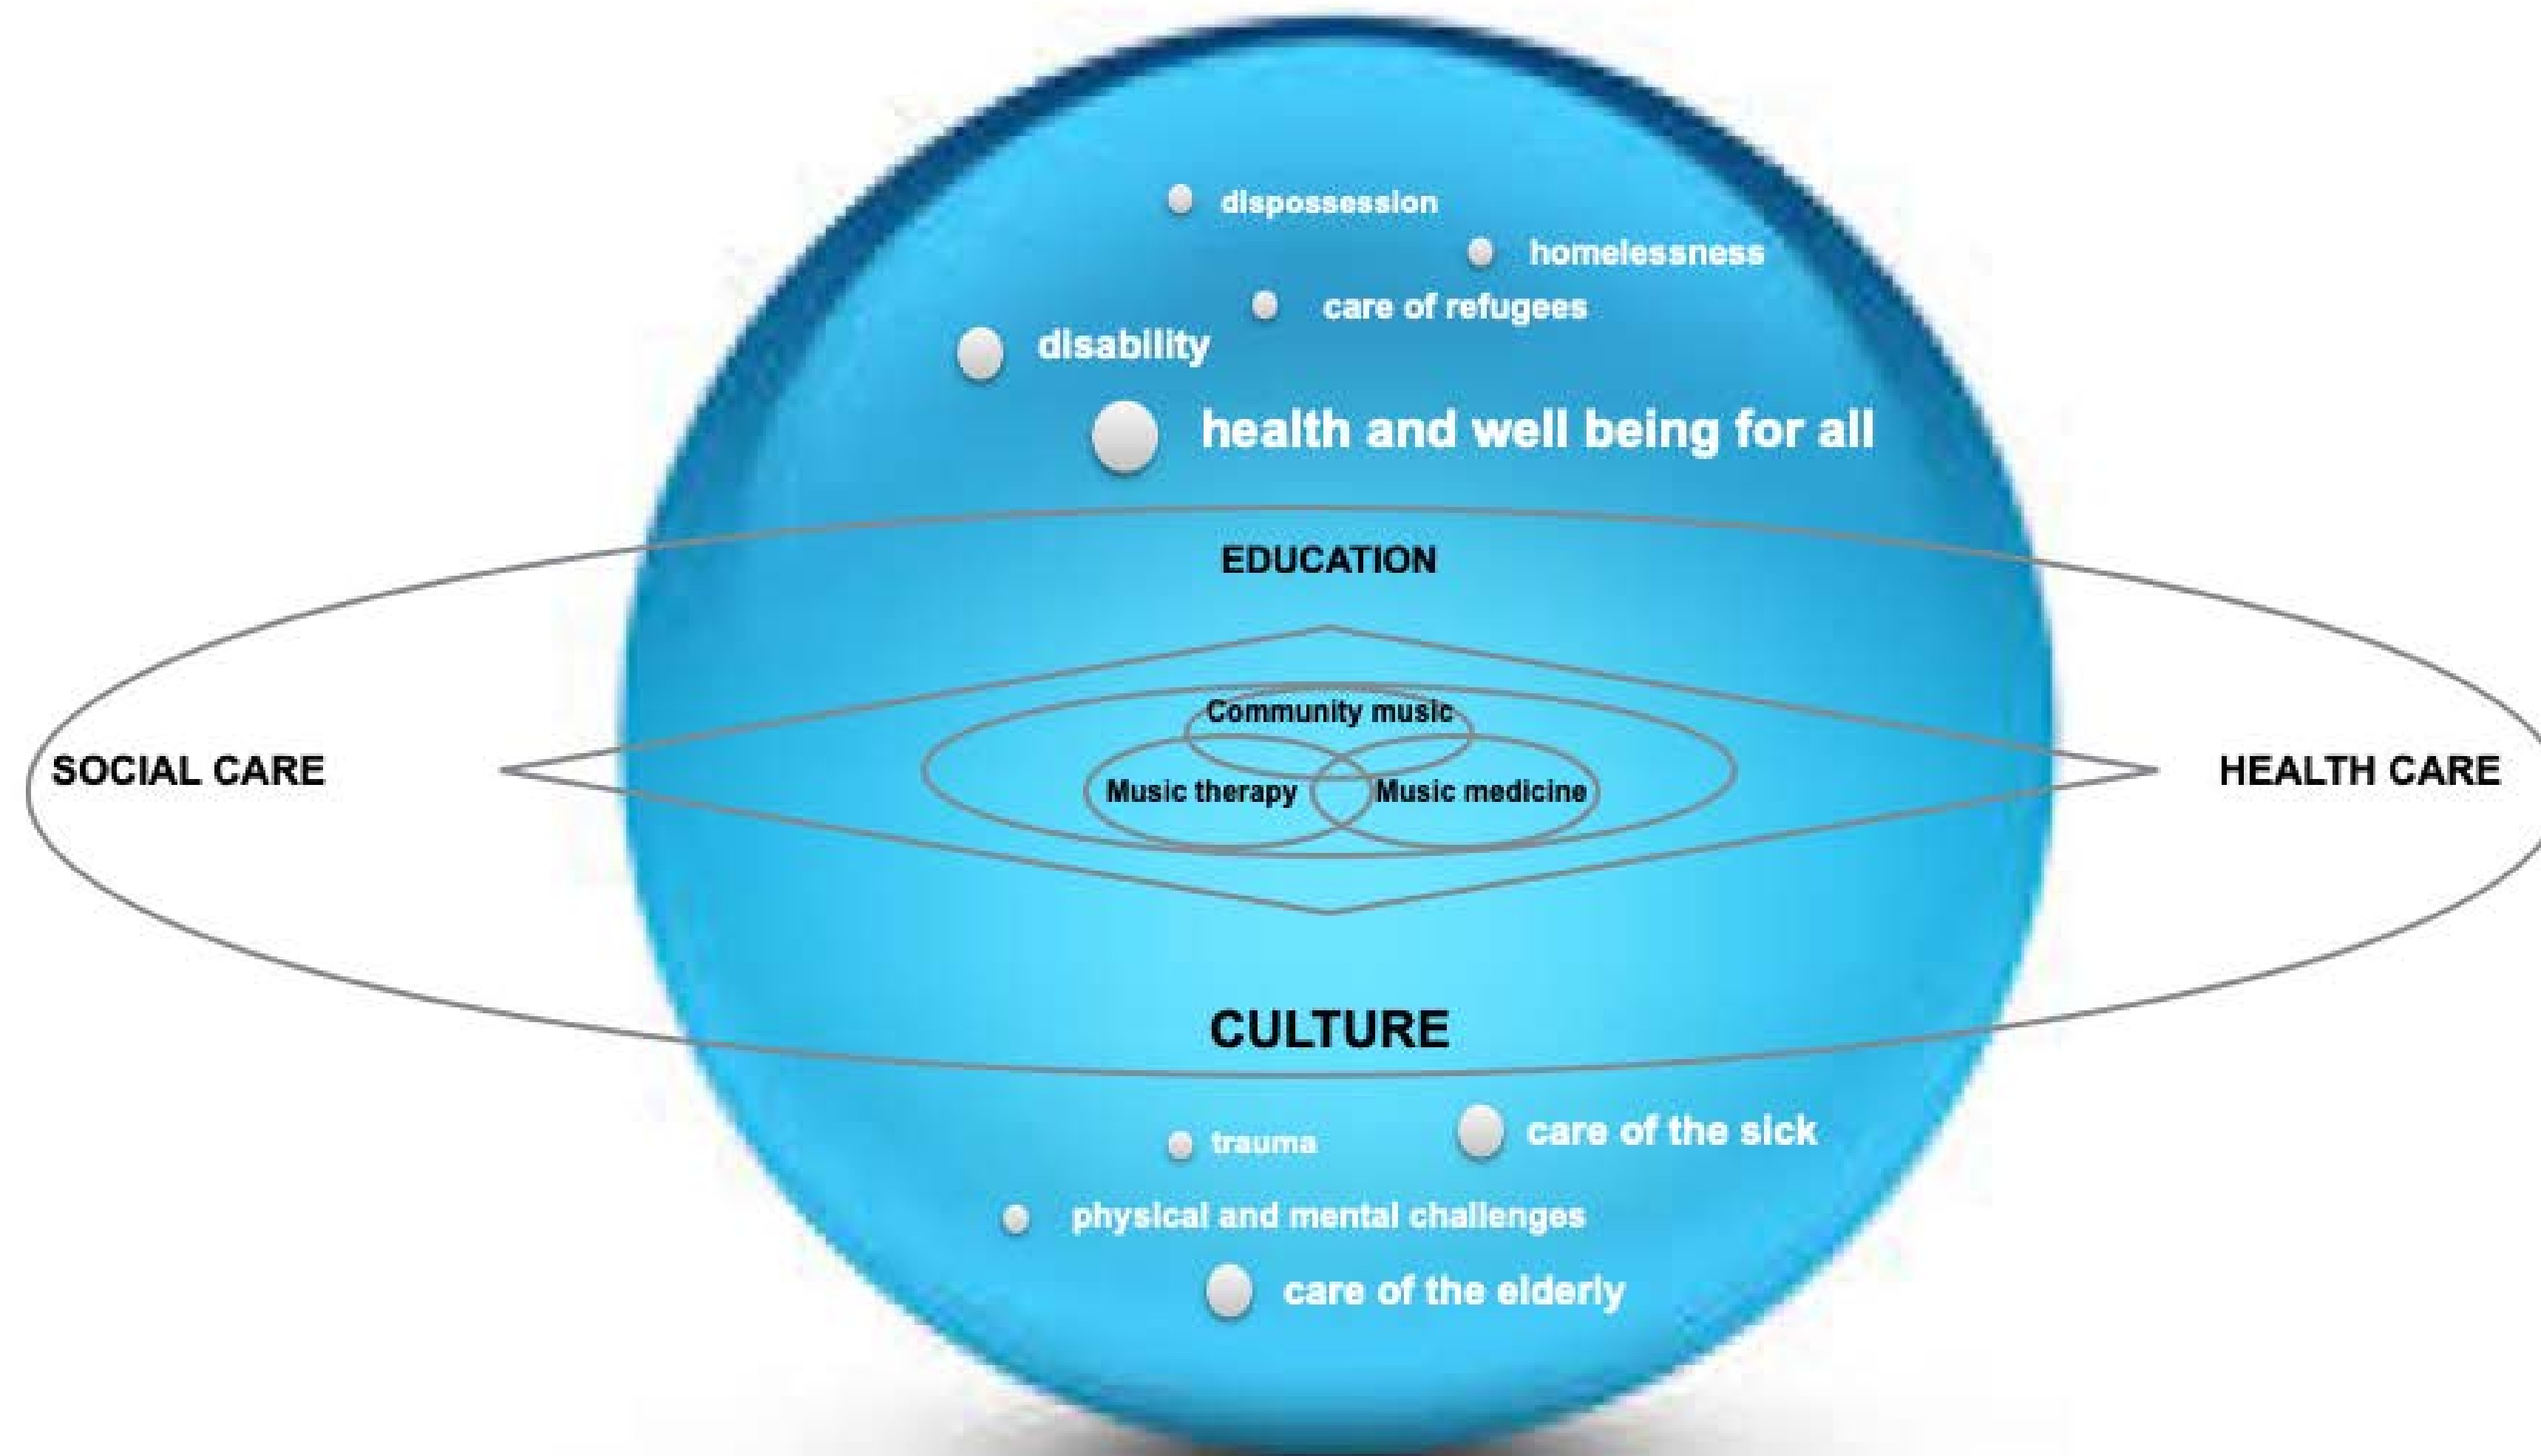 dispossession
homelessness
care of refugees
disability
health and well being for all
EDUCATION
Community music
SOCIAL CARE
HEALTH CARE
Music therapy
Music medicine
CULTURE
trauma
care of the sick
physical and mental challenges
care of the elderly